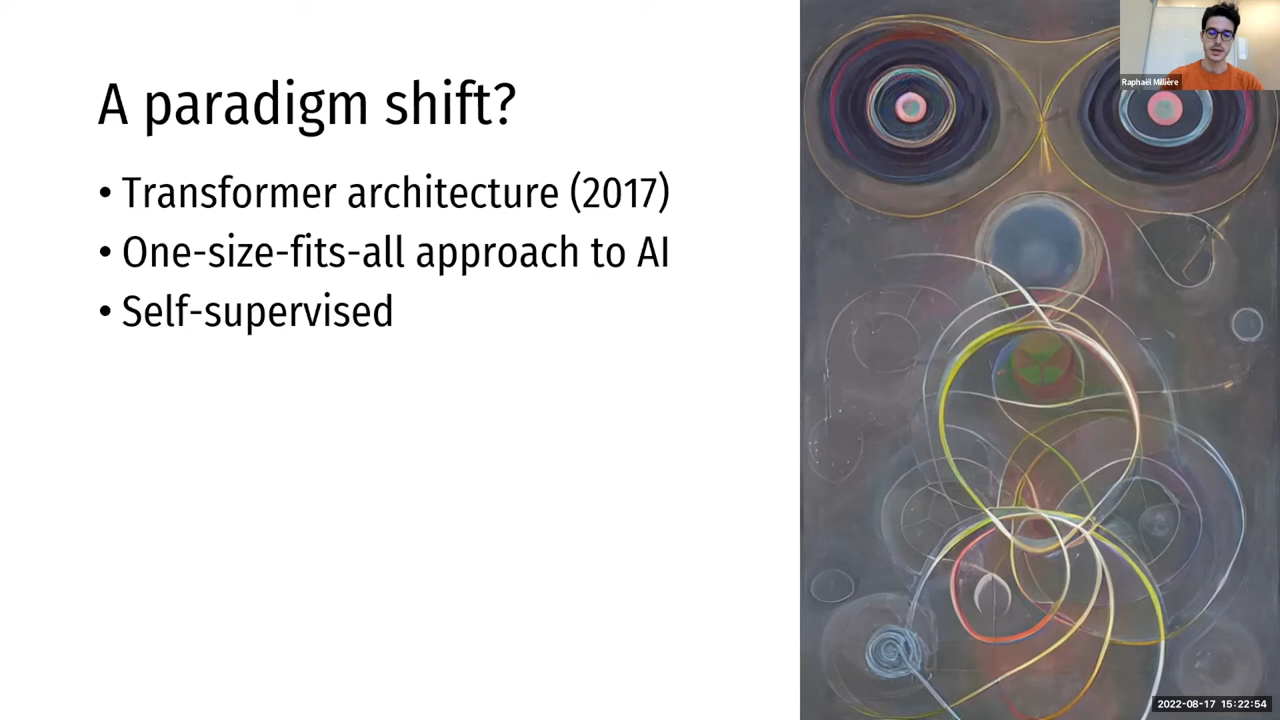 A paradigm shift?
• Transformer architecture (2017)
• One-size-fits-all approach to AI
• Self-supervised
Raphaël Millière
2022-08-17 15:22:54